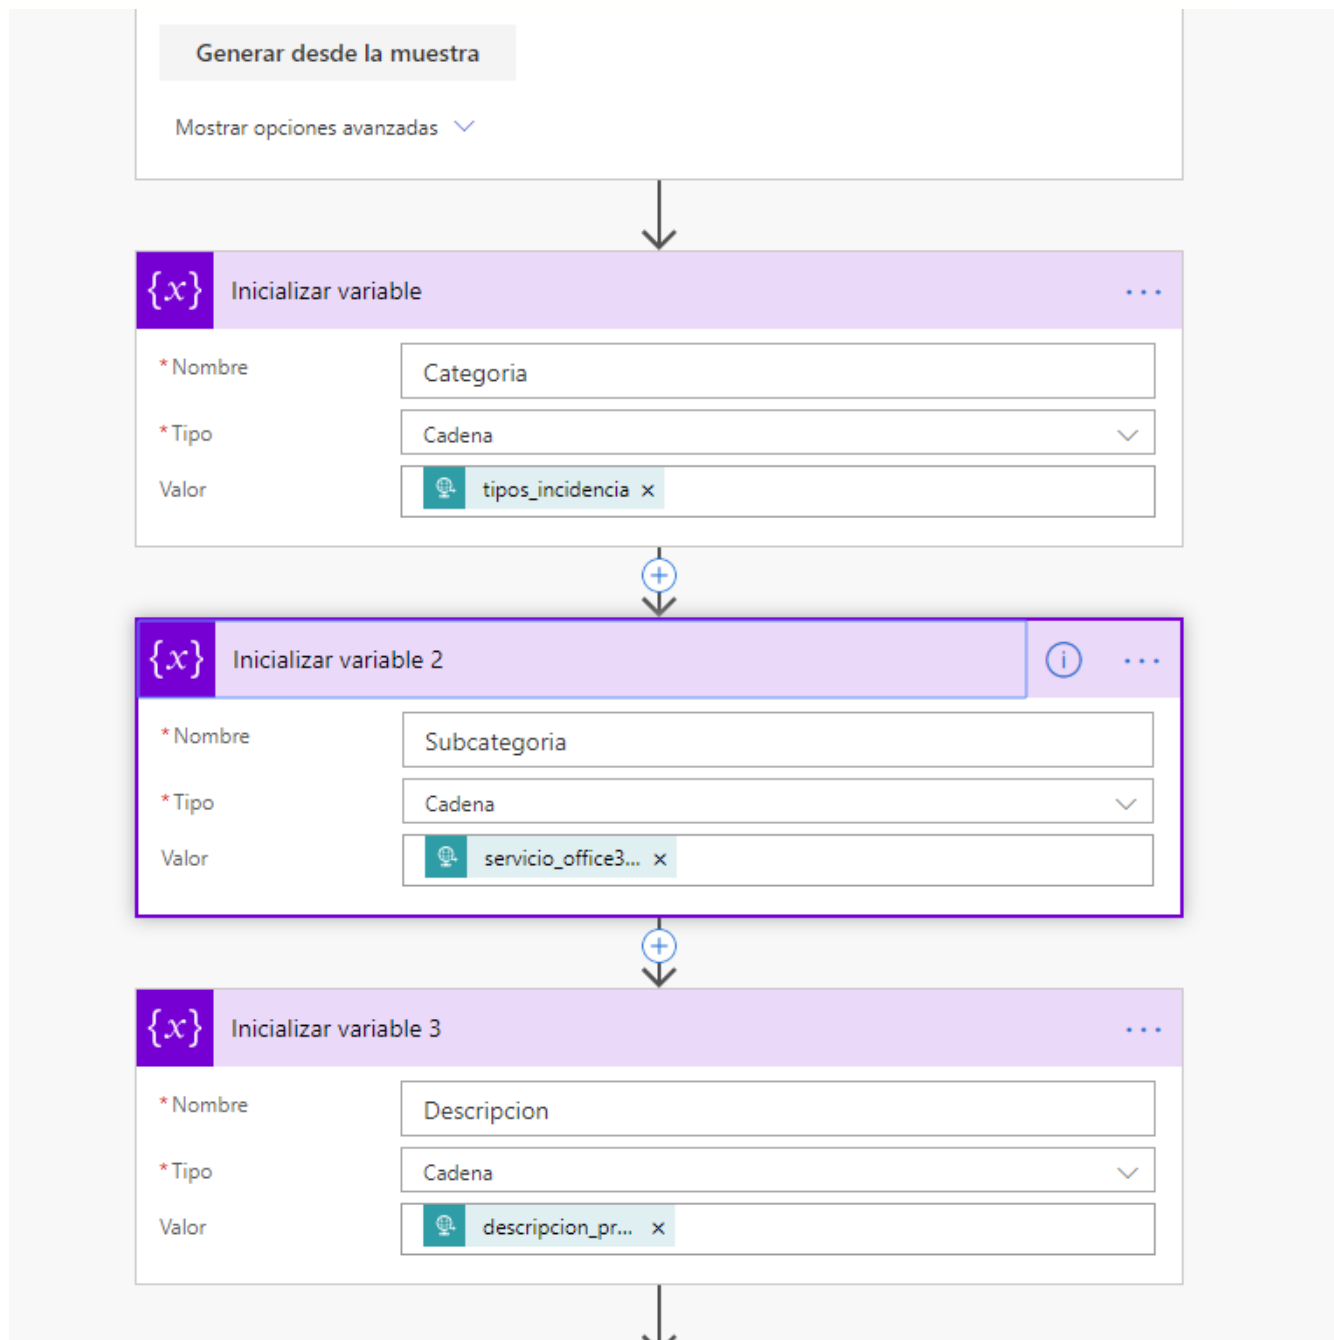 Generar desde la muestra
Mostrar opciones avanzadas
{x} Inicializar variable ...
* Nombre Categoria
* Tipo Cadena
Valor tipos_incidencia ×
{x} Inicializar variable 2 i ...
* Nombre Subcategoria
* Tipo Cadena
Valor servicio_office3... ×
{x} Inicializar variable 3 ...
* Nombre Descripcion
* Tipo Cadena
Valor descripcion_pr... ×